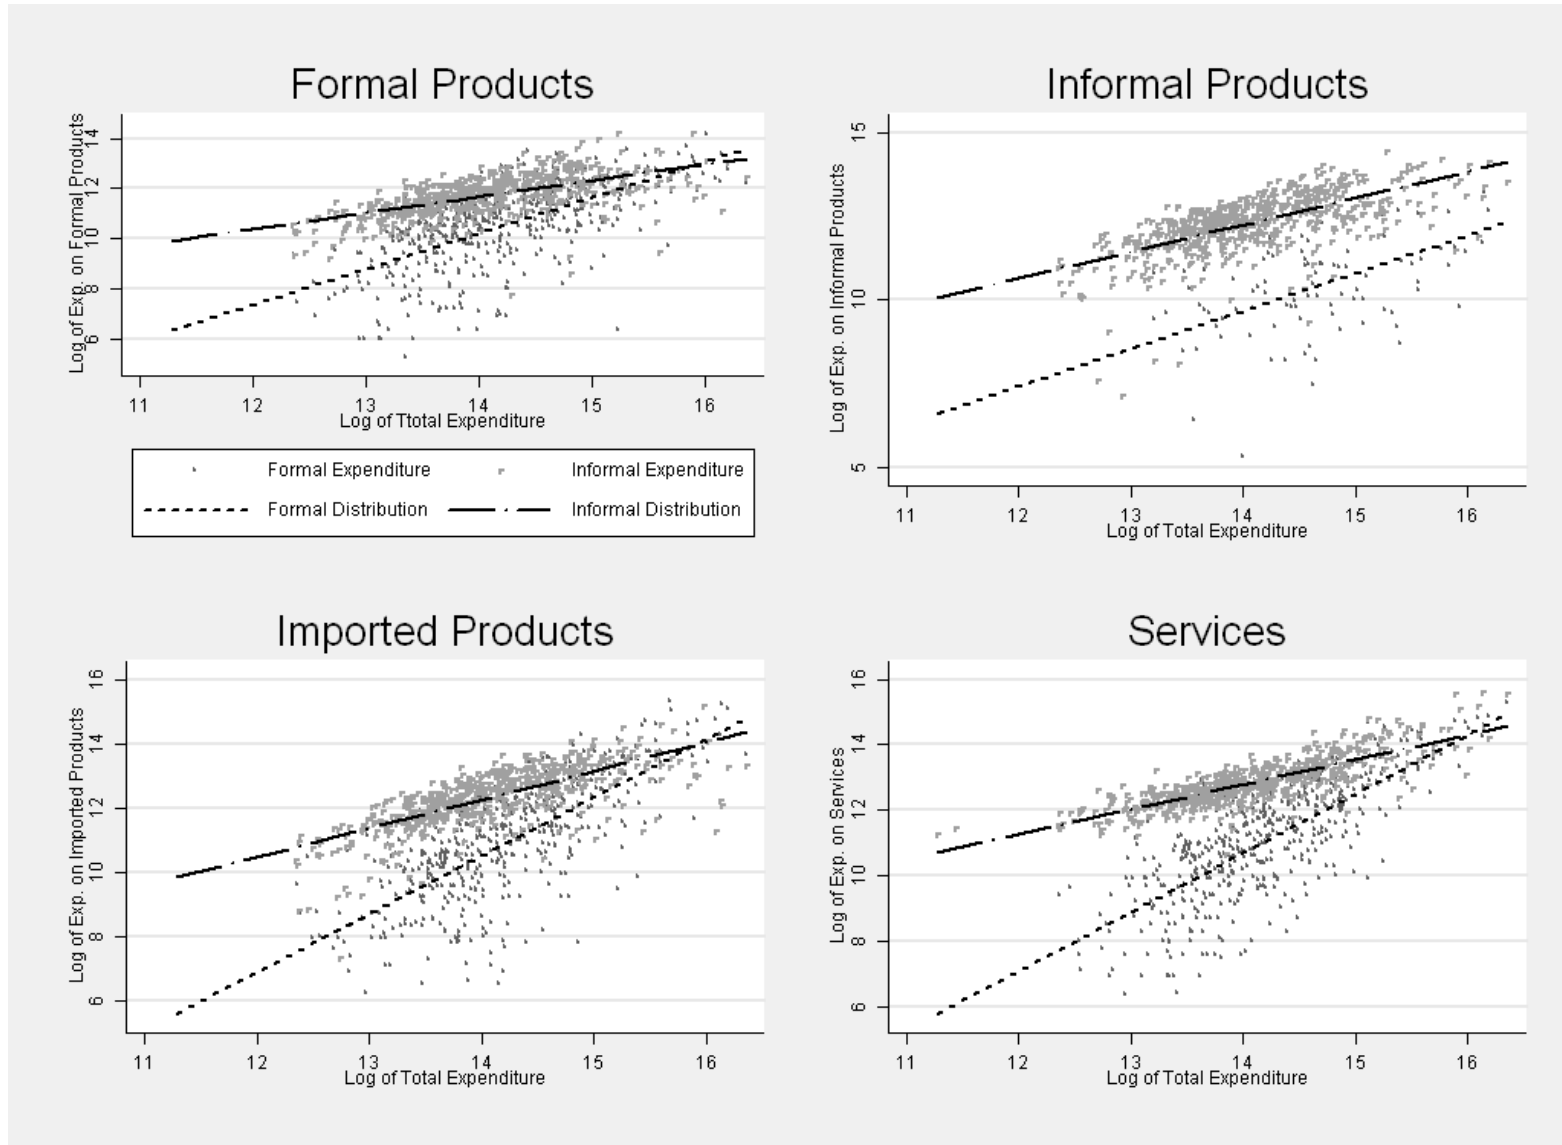 Formal Products
Log of Exp. on Formal Products
14
12
10
8
6
11 12 13 14 15 16
Log of Ttotal Expenditure
Formal Expenditure Informal Expenditure
Formal Distribution Informal Distribution
Informal Products
Log of Exp. on Informal Products
15
10
5
11 12 13 14 15 16
Log of Total Expenditure
Imported Products
Log of Exp. on Imported Products
16
14
12
10
8
6
11 12 13 14 15 16
Log of Total Expenditure
Services
Log of Exp. on Services
16
14
12
10
8
6
11 12 13 14 15 16
Log of Total Expenditure